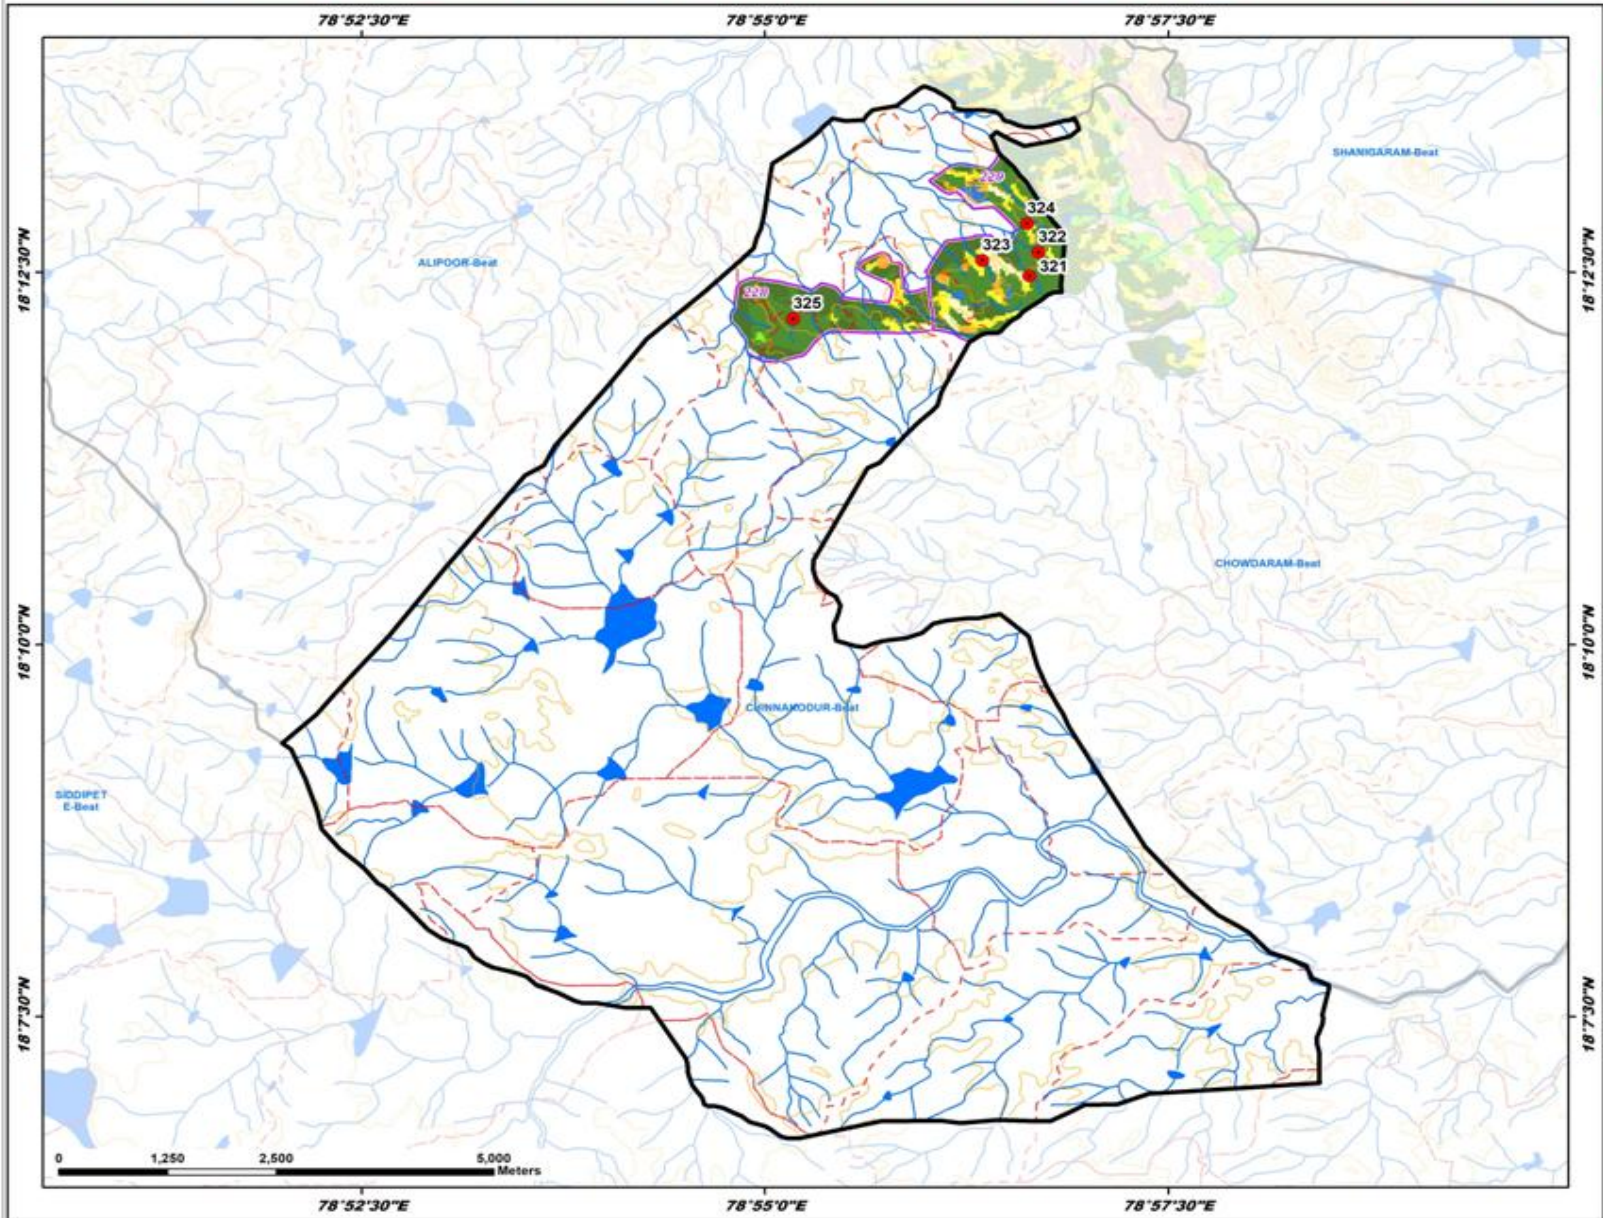 78°52'30"E 78°55'0"E 78°57'30"E
SHANIGARAM-Beat
229
324
322
323
321
18°12'30"N
18°12'30"N
ALIPOOR-Beat
228
325
CHOWDARAM-Beat
18°10'0"N
18°10'0"N
CHINNAKODUR-Beat
SIDDIPET
E-Beat
18°7'30"N
18°7'30"N
0 1,250 2,500 5,000
Meters
78°52'30"E 78°55'0"E 78°57'30"E